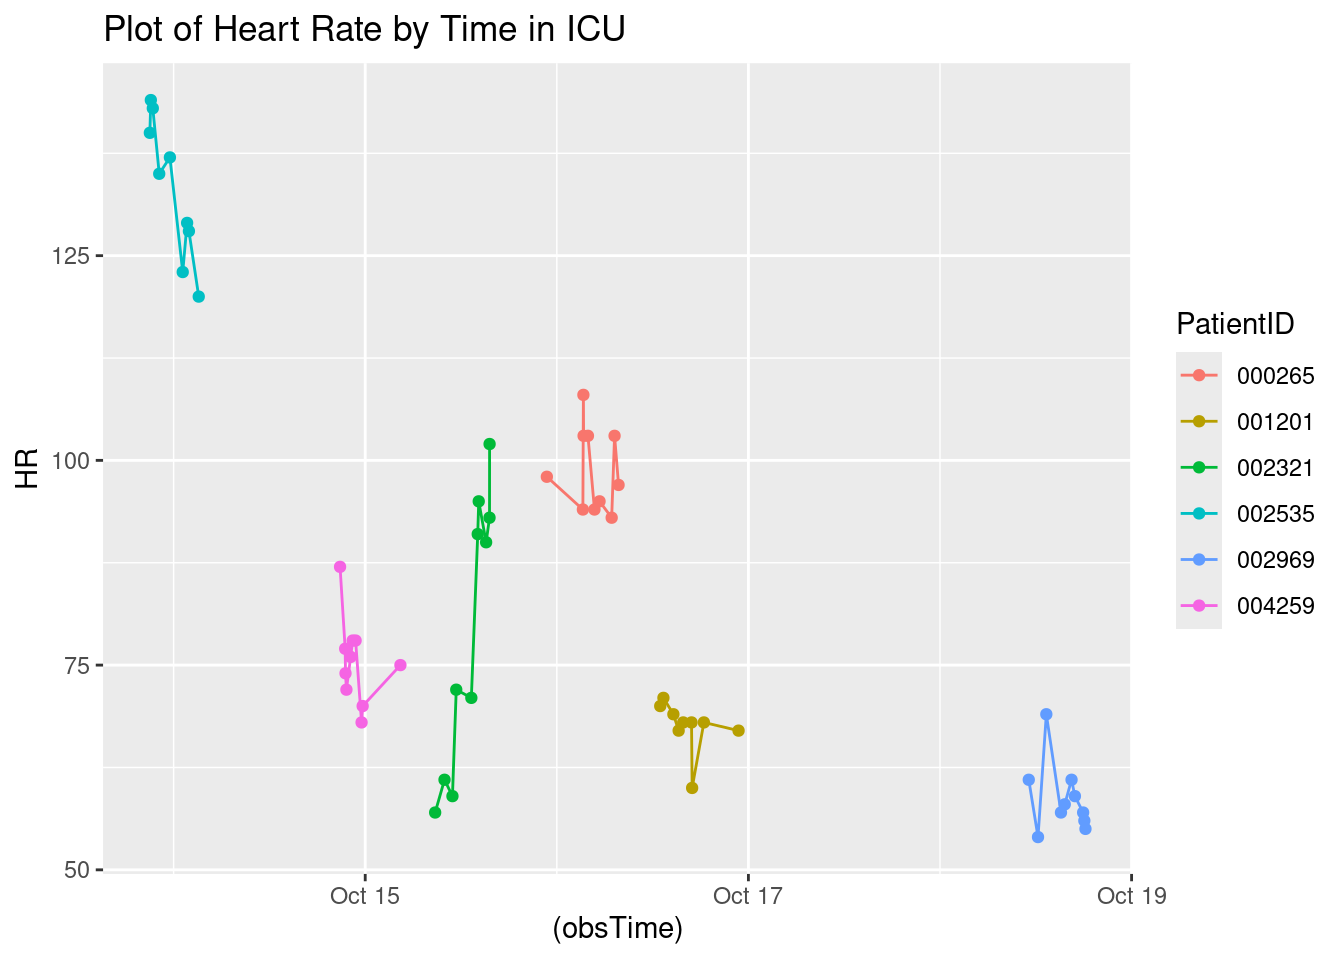 Plot of Heart Rate by Time in ICU
HR
125
100
75
50
Oct 15
Oct 17
Oct 19
(obsTime)
PatientID
000265
001201
002321
002535
002969
004259